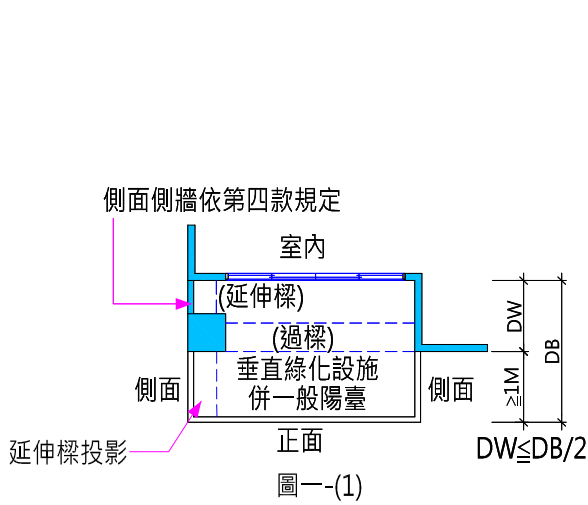 側面側牆依第四款規定
室內
(延伸樑)
(過樑)
垂直綠化設施
併一般陽臺
側面
側面
正面
延伸樑投影
DW
DB
≧1M
DW≦DB/2
圖一-(1)